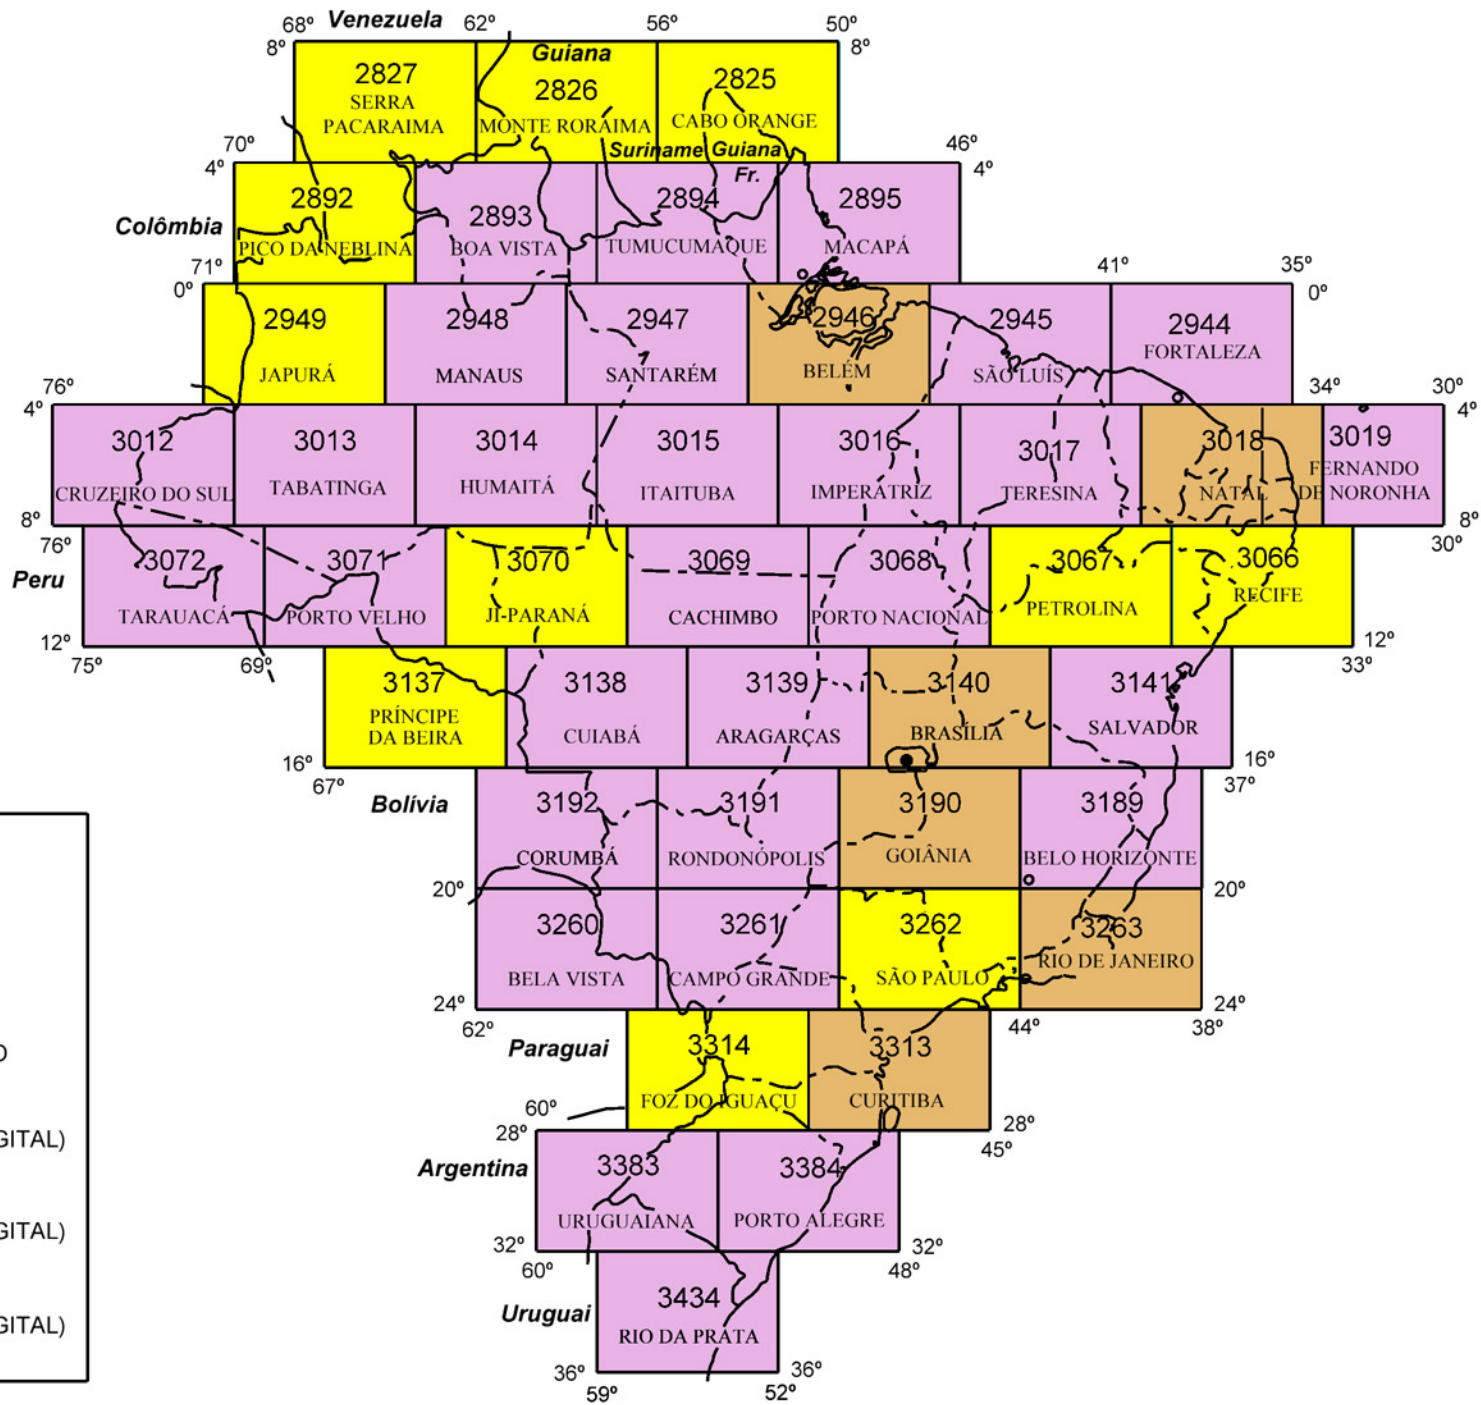 68º Venezuela 62º 56º 50º
8º Guiana 8º
2827 2826 2825
SERRA
PACARAIMA MONTE RORAIMA CABO ORANGE
70º Suriname Guiana 46º
4º Fr. 4º
2892 2893 2894 2895
Colômbia
PICO DA NEBLINA BOA VISTA TUMUCUMAQUE MACAPÁ
71º 41º 35º
0º 0º
2949 2948 2947 2946 2945 2944
JAPURÁ MANAUS SANTARÉM BELÉM SÃO LUÍS FORTALEZA
76º 34º 30º
4º 4º
3012 3013 3014 3015 3016 3017 3018 3019
CRUZEIRO DO SUL TABATINGA HUMAITÁ ITAITUBA IMPERATRIZ TERESINA NATAL FERNANDO
DE NORONHA
8º 8º
76º 30º
Peru
3072 3071 3070 3069 3068 3067 3066
TARAUACÁ PORTO VELHO JI-PARANÁ CACHIMBO PORTO NACIONAL PETROLINA RECIFE
12º 12º
75º 69º 33º
3137 3138 3139 3140 3141
PRÍNCIPE
DA BEIRA CUIABÁ ARAGARÇAS BRASÍLIA SALVADOR
16º 16º
67º 37º
Bolívia
3192 3191 3190 3189
CORUMBÁ RONDONÓPOLIS GOIÂNIA BELO HORIZONTE
20º 20º
3260 3261 3262 3263
BELA VISTA CAMPO GRANDE SÃO PAULO RIO DE JANEIRO
24º 24º
62º 44º 38º
Paraguai
3314 3313
FOZ DO IGUAÇU CURITIBA
60º
28º 28º
45º
Argentina
3383 3384
URUGUAIANA PORTO ALEGRE
32º 32º
60º 48º
Uruguai
3434
RIO DA PRATA
36º 36º
59º 52º
O
GITAL)
GITAL)
GITAL)